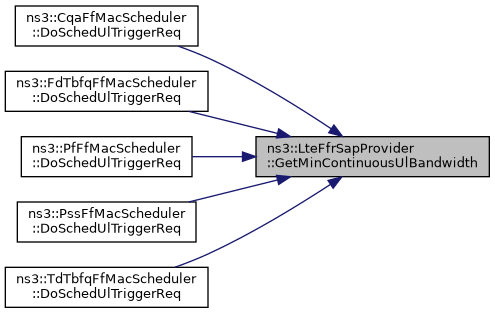 ns3::CqaFfMacScheduler
::DoSchedUlTriggerReq
ns3::FdTbfqFfMacScheduler
::DoSchedUlTriggerReq
ns3::PfFfMacScheduler
::DoSchedUlTriggerReq
ns3::LteFfrSapProvider
::GetMinContinuousUlBandwidth
ns3::PssFfMacScheduler
::DoSchedUlTriggerReq
ns3::TdTbfqFfMacScheduler
::DoSchedUlTriggerReq